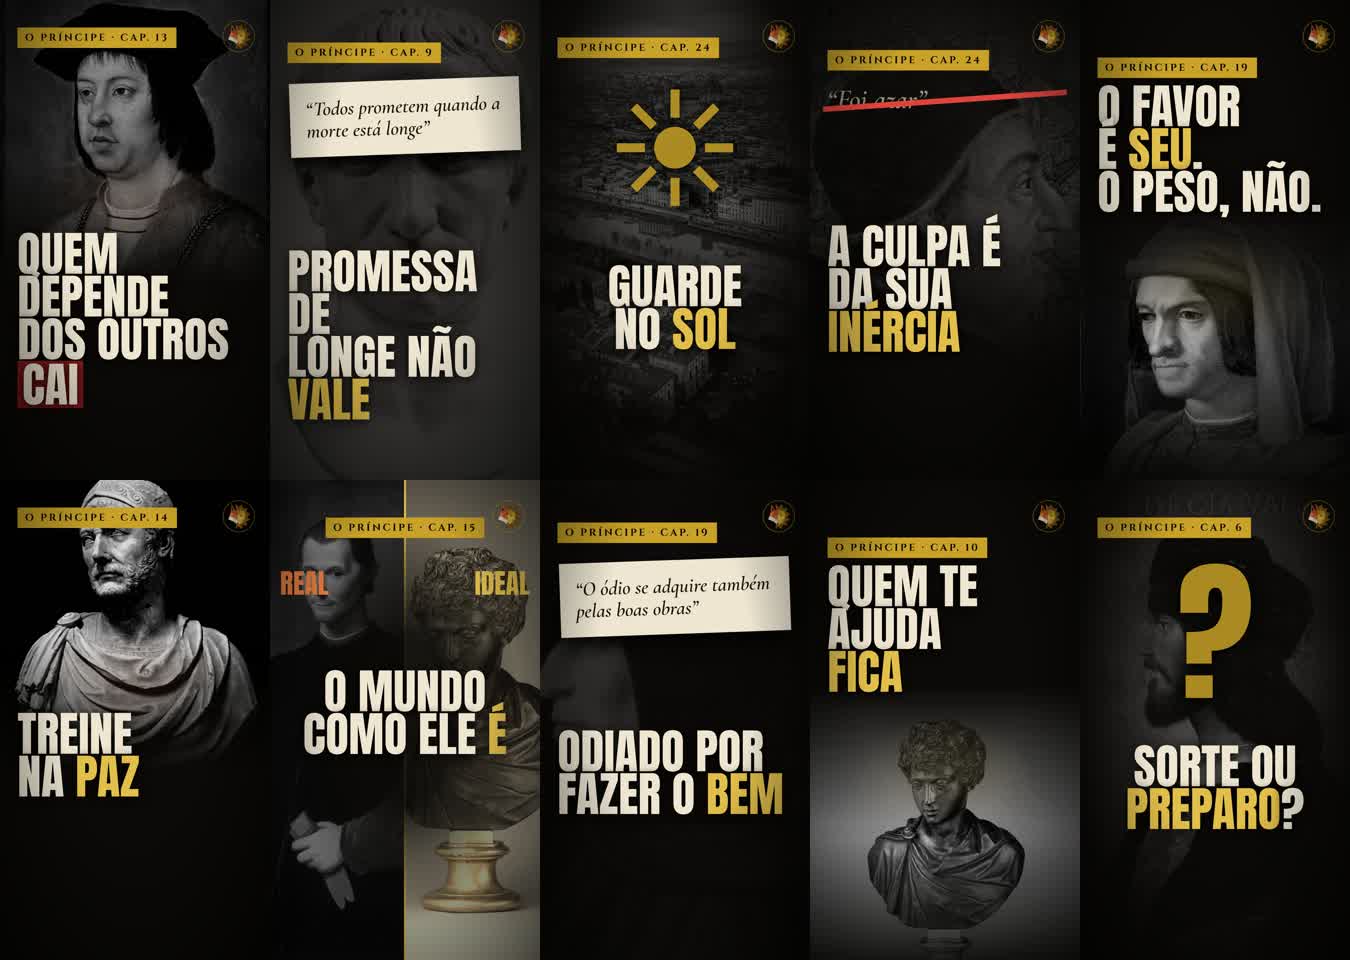 O PRÍNCIPE · CAP. 13
QUEM
DEPENDE
DOS OUTROS
CAI
O PRÍNCIPE · CAP. 9
“Todos prometem quando a
morte está longe”
PROMESSA
DE
LONGE NÃO
VALE
O PRÍNCIPE · CAP. 24
GUARDE
NO SOL
O PRÍNCIPE · CAP. 24
“Foi azar”
A CULPA É
DA SUA
INÉRCIA
O PRÍNCIPE · CAP. 19
O FAVOR
É SEU.
O PESO, NÃO.
O PRÍNCIPE · CAP. 14
TREINE
NA PAZ
O PRÍNCIPE · CAP. 15
REAL
IDEAL
O MUNDO
COMO ELE É
O PRÍNCIPE · CAP. 19
“O ódio se adquire também
pelas boas obras”
ODIADO POR
FAZER O BEM
O PRÍNCIPE · CAP. 10
QUEM TE
AJUDA
FICA
O PRÍNCIPE · CAP. 6
?
SORTE OU
PREPARO?